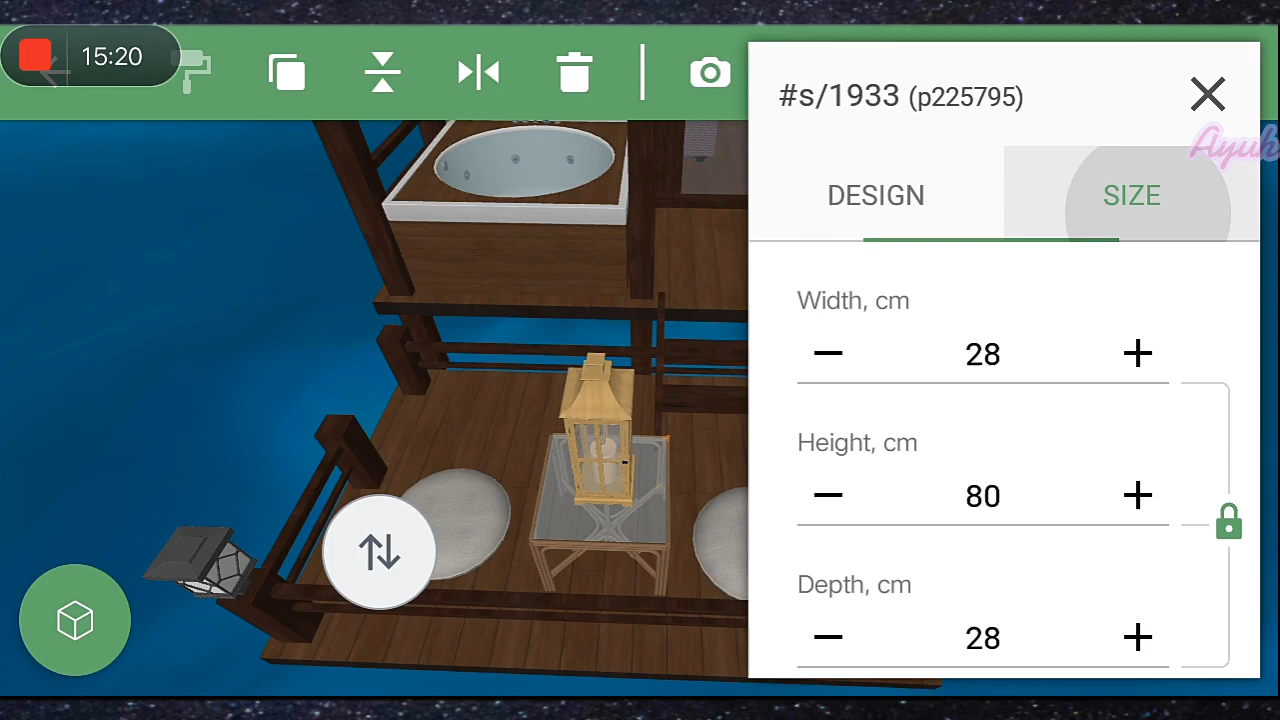 15:20
#s/1933 (p225795)
Ayuh
DESIGN
SIZE
Width, cm
28
Height, cm
80
Depth, cm
28